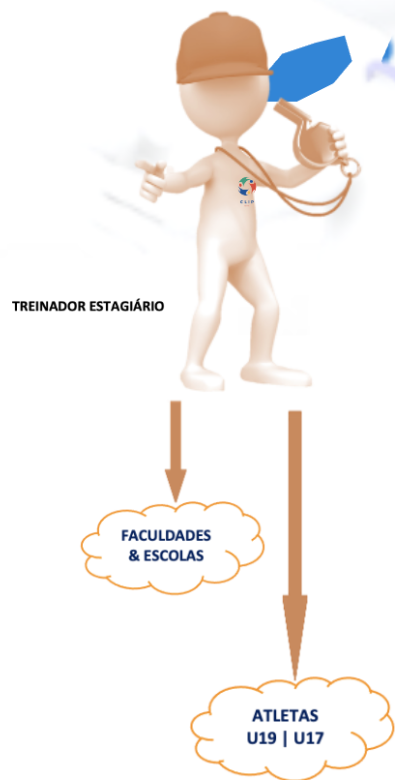 TREINADOR ESTAGIÁRIO
FACULDADES
& ESCOLAS
ATLETAS
U19 | U17